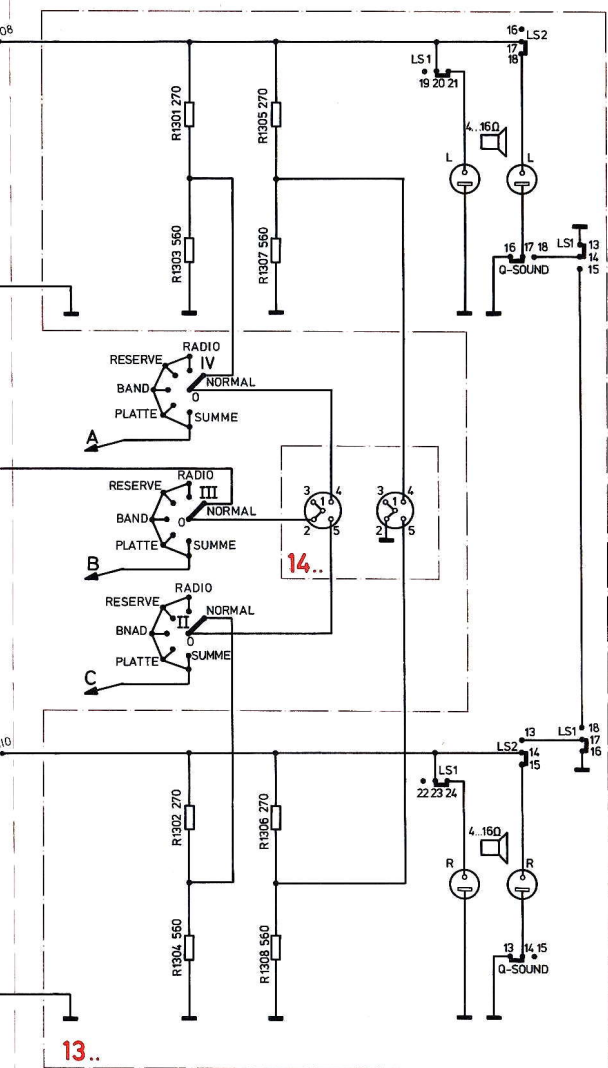 08
16
LS2
17
18
LS1
19 20 21
R1301 270
R1305 270
4...16Ω
L
L
R1303 560
R1307 560
16 17 18
Q-SOUND
LS1
13
14
15
RADIO
RESERVE
IV
NORMAL
BAND
0
PLATTE
SUMME
A
RADIO
RESERVE
III
NORMAL
BAND
0
PLATTE
SUMME
B
3 1 4
2 5
3 1 4
2 5
14..
RADIO
RESERVE
NORMAL
II
BNAD
0
PLATTE
SUMME
C
18
LS1
17
16
10
13
LS2
14
15
LS1
22 23 24
R1302 270
R1306 270
4...16Ω
R
R
R1304 560
R1308 560
13 14 15
Q-SOUND
13..